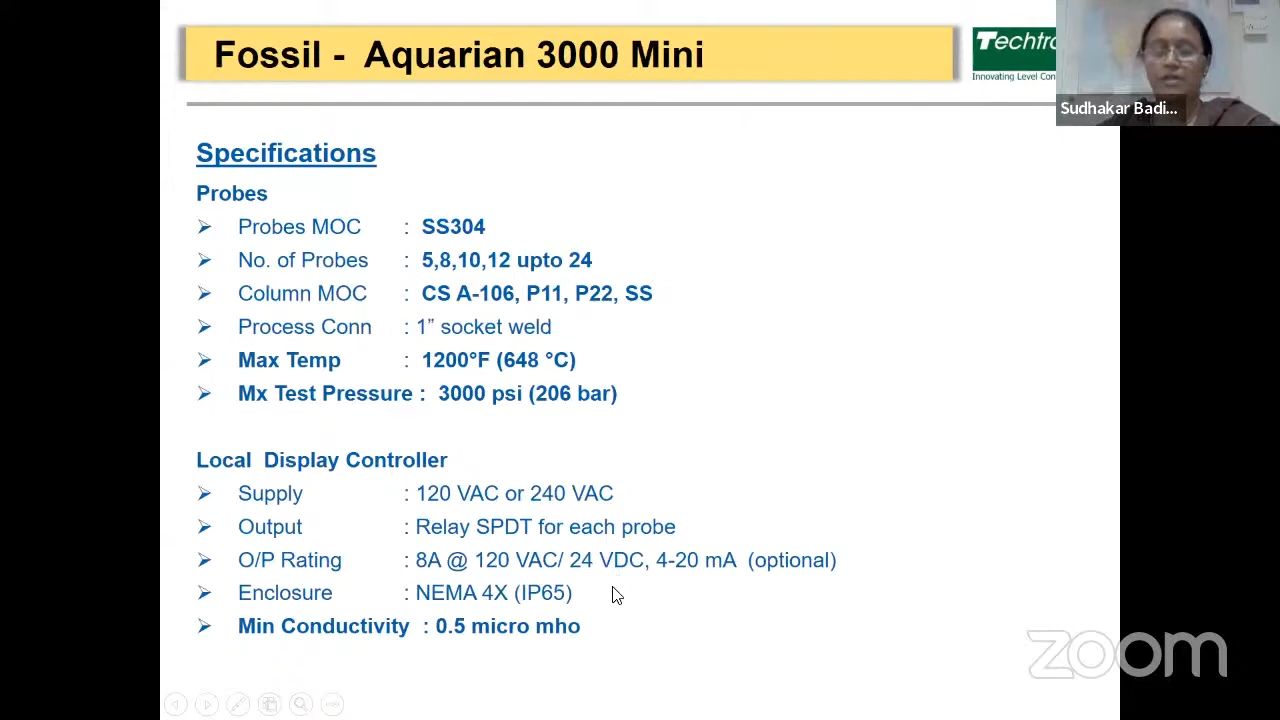 Fossil - Aquarian 3000 Mini
Techtro
Innovating Level Con
Sudhakar Badi...
Specifications
Probes
➢ Probes MOC : SS304
➢ No. of Probes : 5,8,10,12 upto 24
➢ Column MOC : CS A-106, P11, P22, SS
➢ Process Conn : 1” socket weld
➢ Max Temp : 1200°F (648 °C)
➢ Mx Test Pressure : 3000 psi (206 bar)
Local Display Controller
➢ Supply : 120 VAC or 240 VAC
➢ Output : Relay SPDT for each probe
➢ O/P Rating : 8A @ 120 VAC/ 24 VDC, 4-20 mA (optional)
➢ Enclosure : NEMA 4X (IP65)
➢ Min Conductivity : 0.5 micro mho
zoom